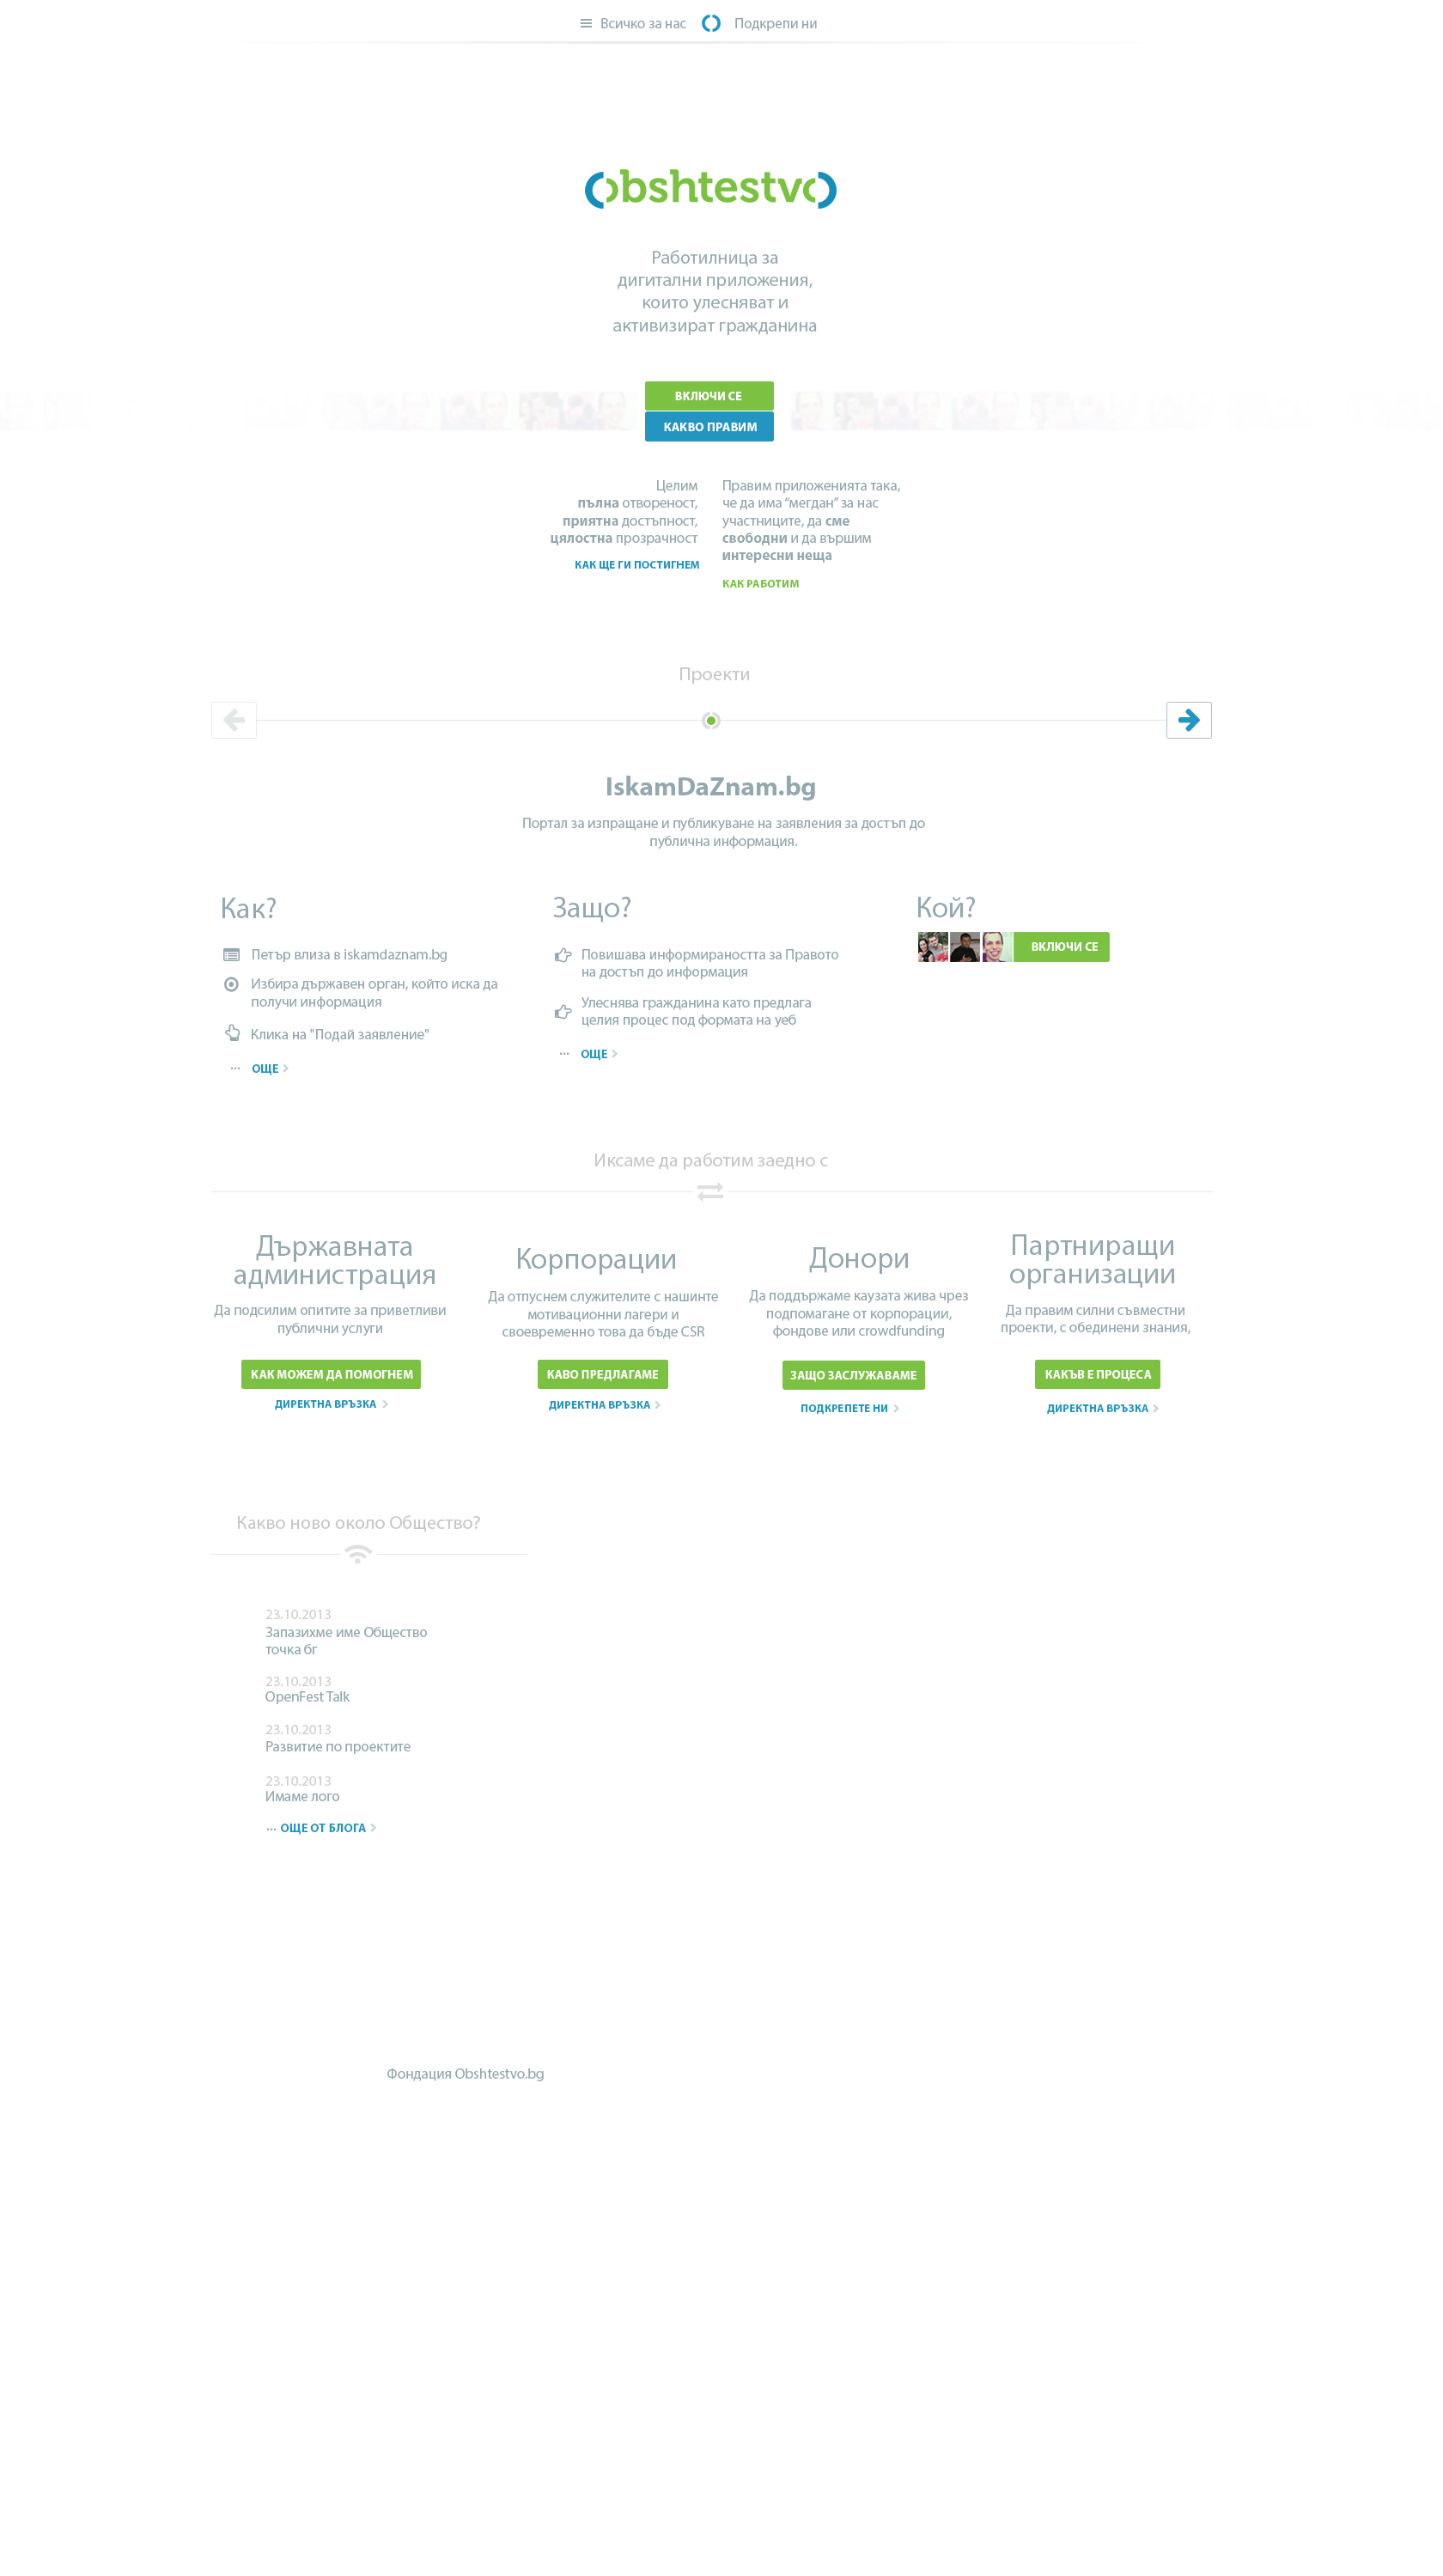 Всичко за нас
Подкрепи ни
obshtestvo
Работилница за
дигитални приложения,
които улесняват и
активизират гражданина
ВКЛЮЧИ СЕ
КАКВО ПРАВИМ
Целим
пълна отвореност,
приятна достъпност,
цялостна прозрачност
КАК ЩЕ ГИ ПОСТИГНЕМ
Правим приложенията така,
че да има “мегдан” за нас
участниците, да сме
свободни и да вършим
интересни неща
КАК РАБОТИМ
Проекти
IskamDaZnam.bg
Портал за изпращане и публикуване на заявления за достъп до
публична информация.
Как?
Петър влиза в iskamdaznam.bg
Избира държавен орган, който иска да
получи информация
Клика на "Подай заявление"
... ОЩЕ
Защо?
Повишава информираността за Правото
на достъп до информация
Улеснява гражданина като предлага
целия процес под формата на уеб
... ОЩЕ
Кой?
ВКЛЮЧИ СЕ
Иксаме да работим заедно с
Държавната
администрация
Да подсилим опитите за приветливи
публични услуги
КАК МОЖЕМ ДА ПОМОГНЕМ
ДИРЕКТНА ВРЪЗКА
Корпорации
Да отпуснем служителите с нашинте
мотивационни лагери и
своевременно това да бъде CSR
КАВО ПРЕДЛАГАМЕ
ДИРЕКТНА ВРЪЗКА
Донори
Да поддържаме каузата жива чрез
подпомагане от корпорации,
фондове или crowdfunding
ЗАЩО ЗАСЛУЖАВАМЕ
ПОДКРЕПЕТЕ НИ
Партниращи
организации
Да правим силни съвместни
проекти, с обединени знания,
КАКЪВ Е ПРОЦЕСА
ДИРЕКТНА ВРЪЗКА
Какво ново около Общество?
23.10.2013
Запазихме име Общество
точка бг
23.10.2013
OpenFest Talk
23.10.2013
Развитие по проектите
23.10.2013
Имаме лого
... ОЩЕ ОТ БЛОГА
Фондация Obshtestvo.bg